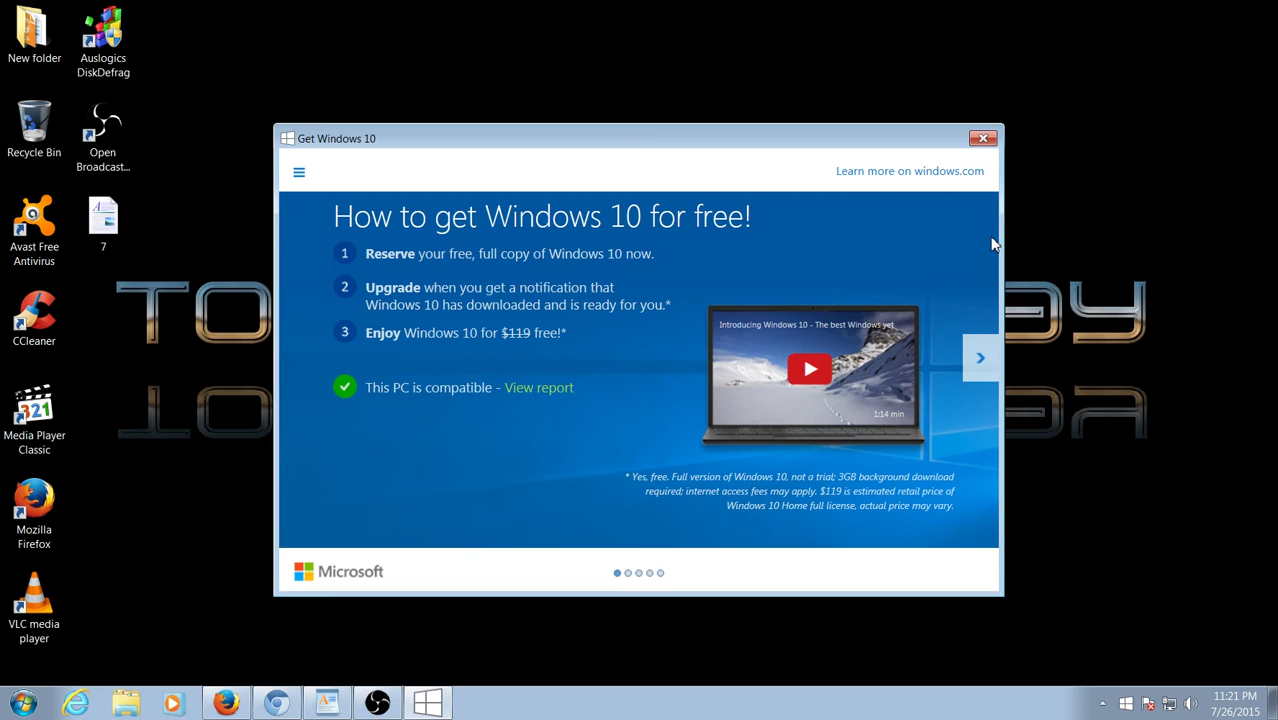 New folder
Auslogics
DiskDefrag
Recycle Bin
Open
Broadcast...
Avast Free
Antivirus
7
CCleaner
Media Player
Classic
321
Mozilla
Firefox
VLC media
player
Get Windows 10
Learn more on windows.com
How to get Windows 10 for free!
1 Reserve your free, full copy of Windows 10 now.
2 Upgrade when you get a notification that
Windows 10 has downloaded and is ready for you.*
3 Enjoy Windows 10 for $119 free!*
This PC is compatible - View report
Introducing Windows 10 - The best Windows yet
1:14 min
* Yes, free. Full version of Windows 10, not a trial; 3GB background download
required; internet access fees may apply. $119 is estimated retail price of
Windows 10 Home full license, actual price may vary.
Microsoft
TO
BY
11:21 PM
7/26/2015